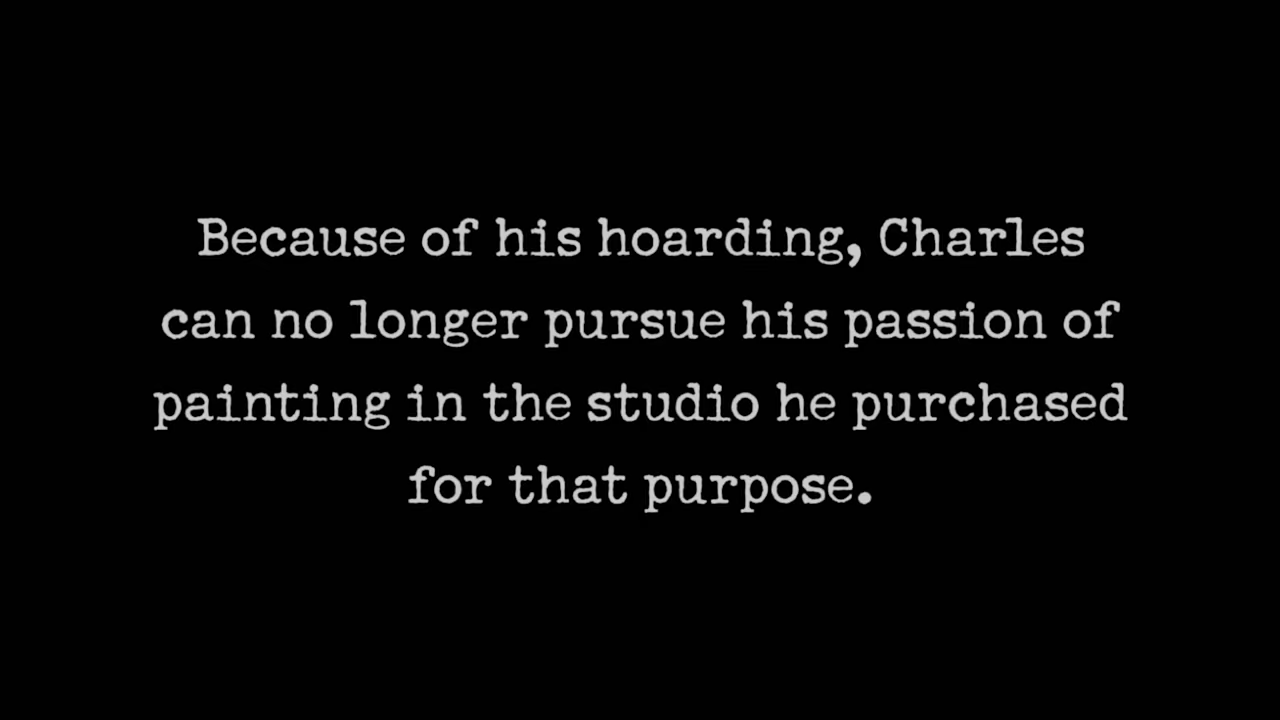 Because of his hoarding, Charles
can no longer pursue his passion of
painting in the studio he purchased
for that purpose.